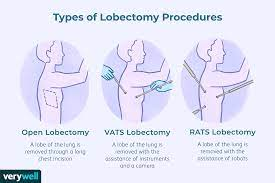 Types of Lobectomy Procedures
Open Lobectomy
A lobe of the lung is
removed through a long
chest incision
VATS Lobectomy
A lobe of the lung is
removed with the
assistance of instruments
and a camera
RATS Lobectomy
A lobe of the lung is
removed with the
assistance of robots
verywell